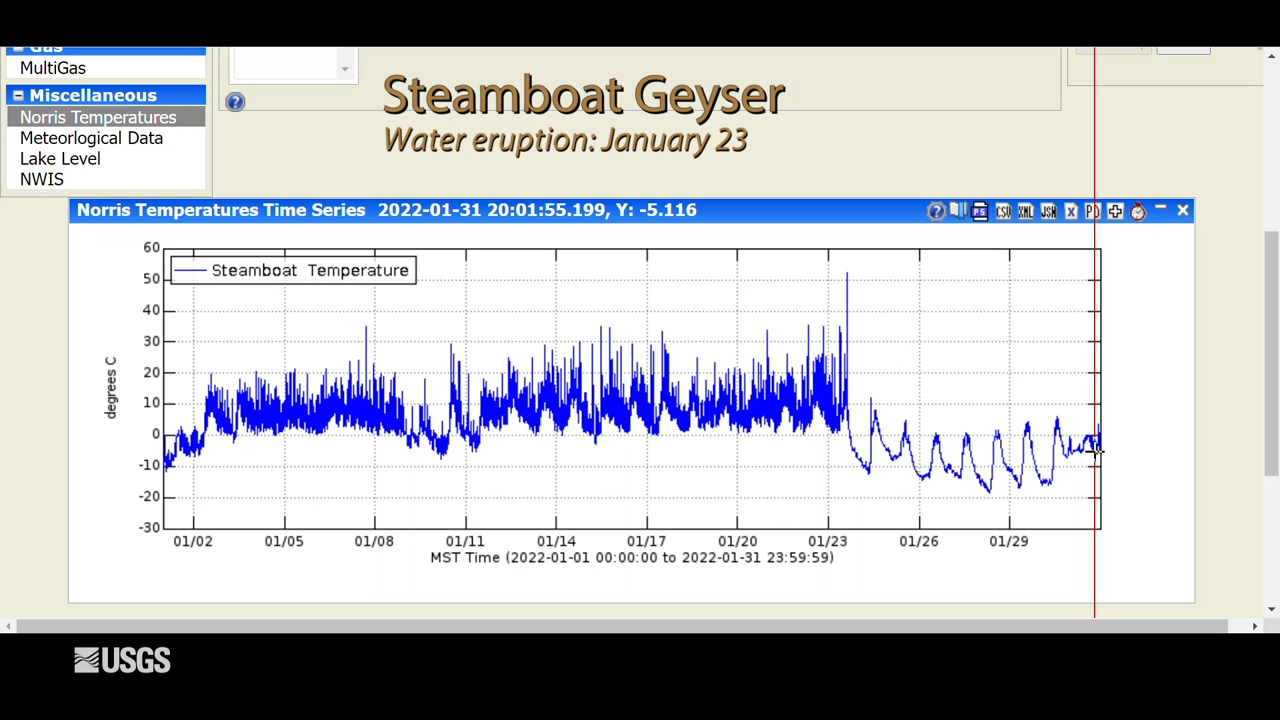 Gas
MultiGas
Miscellaneous
Norris Temperatures
Meteorlogical Data
Lake Level
NWIS
Steamboat Geyser
Water eruption: January 23
Norris Temperatures Time Series 2022-01-31 20:01:55.199, Y: -5.116
CSV XML JSN X
60
50
40
30
20
10
0
-10
-20
-30
degrees C
Steamboat Temperature
01/02 01/05 01/08 01/11 01/14 01/17 01/20 01/23 01/26 01/29
MST Time (2022-01-01 00:00:00 to 2022-01-31 23:59:59)
USGS